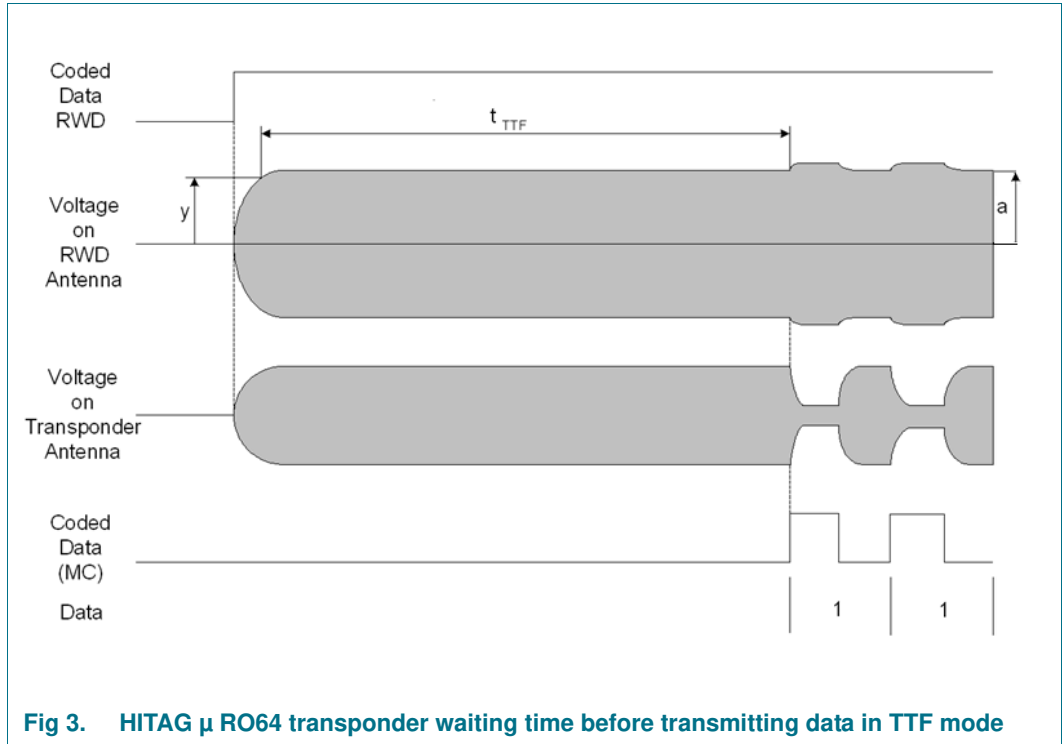 Coded
Data
RWD
t TTF
y
a
Voltage
on
RWD
Antenna
Voltage
on
Transponder
Antenna
Coded
Data
(MC)
Data
1
1
Fig 3. HITAG µ RO64 transponder waiting time before transmitting data in TTF mode